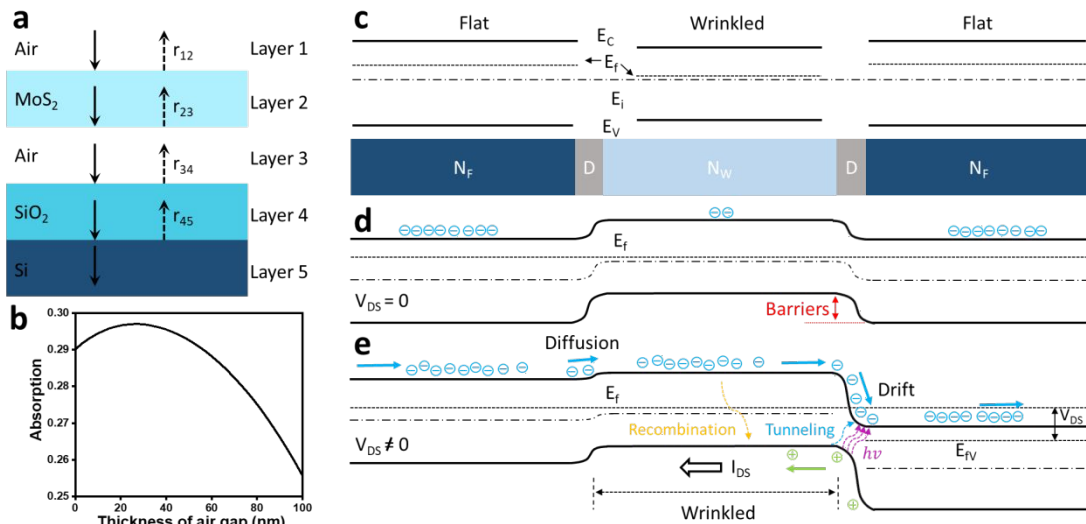 a
Air
r12
Layer 1
MoS2
r23
Layer 2
Air
r34
Layer 3
SiO2
r45
Layer 4
Si
Layer 5
b
Absorption
0.30
0.29
0.28
0.27
0.26
0.25
0 20 40 60 80 100
Thickness of air gap (nm)
c
Flat Wrinkled Flat
EC
Ef
Ei
EV
NF D NW D NF
d
⊖⊖⊖⊖⊖⊖⊖⊖ ⊖⊖ ⊖⊖⊖⊖⊖⊖⊖⊖
Ef
VDS = 0
Barriers
e
Diffusion
Drift
Ef
VDS
Recombination
Tunneling
hν
EfV
VDS ≠ 0
IDS
Wrinkled